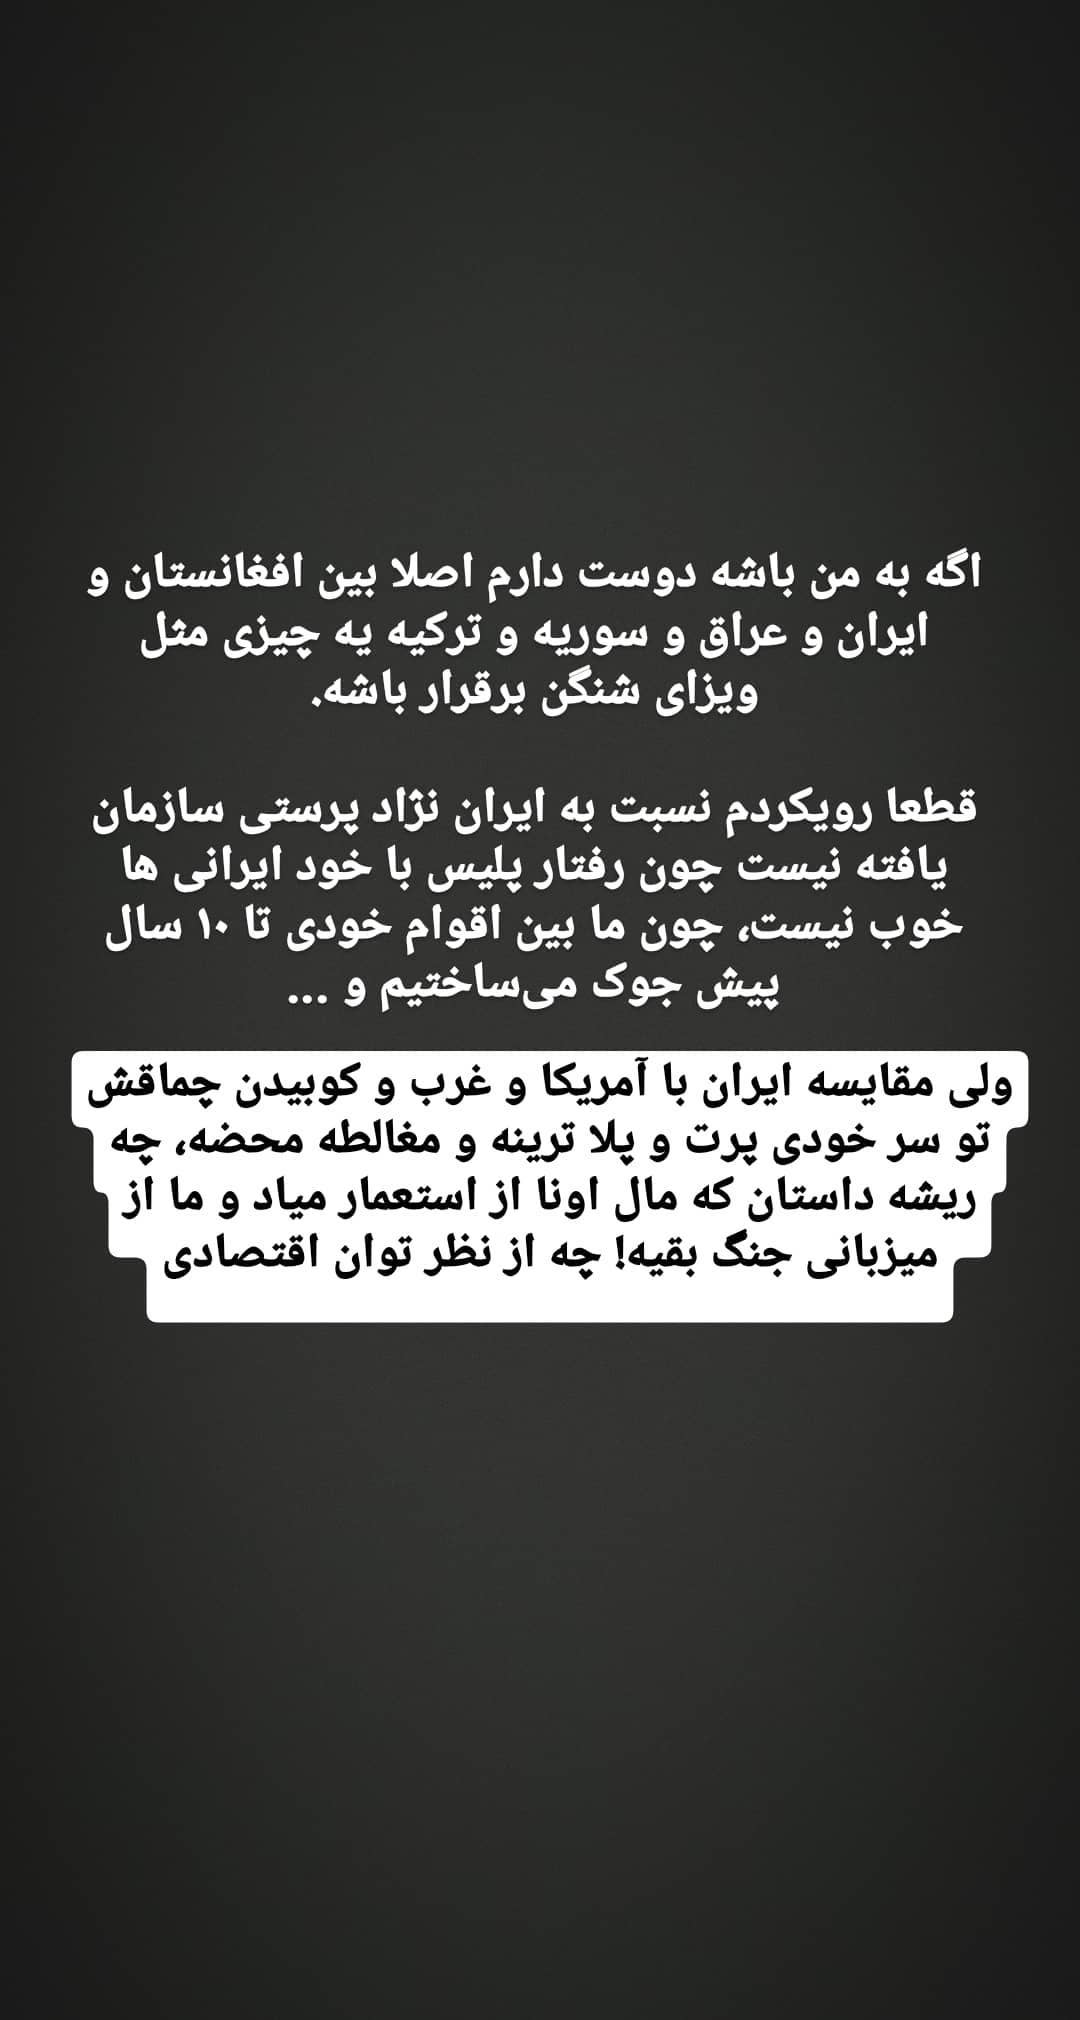 اگه به من باشه دوست دارم اصلا بین افغانستان و
ایران و عراق و سوریه و ترکیه یه چیزی مثل
ویزای شنگن برقرار باشه.
قطعا رویکردم نسبت به ایران نژاد پرستی سازمان
یافته نیست چون رفتار پلیس با خود ایرانی ها
خوب نیست، چون ما بین اقوام خودی تا ۱۰ سال
پیش جوک می‌ساختیم و ...
ولی مقایسه ایران با آمریکا و غرب و کوبیدن چماقش
تو سر خودی پرت و پلا ترینه و مغالطه محضه، چه
ریشه داستان که مال اونا از استعمار میاد و ما از
میزبانی جنگ بقیه! چه از نظر توان اقتصادی